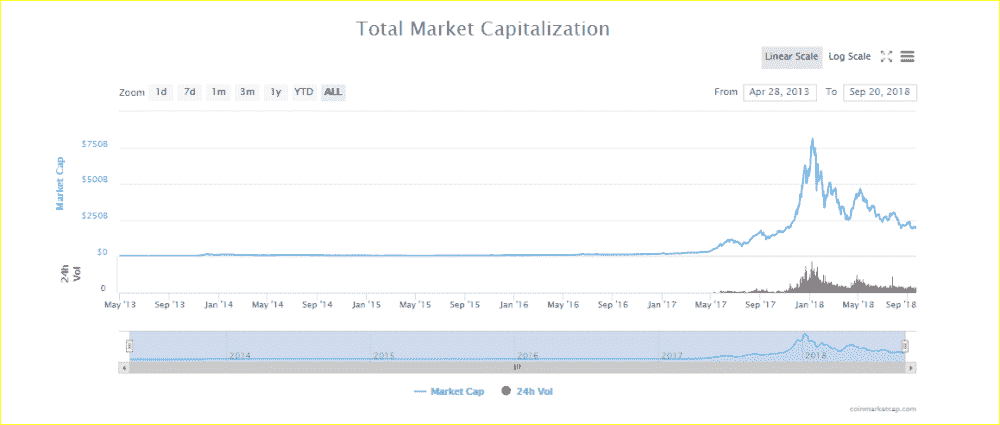 Total Market Capitalization
Linear Scale Log Scale
Zoom 1d 7d 1m 3m 1y YTD ALL
From Apr 28, 2013 To Sep 20, 2018
Market Cap
$750B
$500B
$250B
$0
24h
Vol
0
May '13 Sep '13 Jan '14 May '14 Sep '14 Jan '15 May '15 Sep '15 Jan '16 May '16 Sep '16 Jan '17 May '17 Sep '17 Jan '18 May '18 Sep '18
2014 2015 2016 2017 2018
Market Cap 24h Vol
coinmarketcap.com